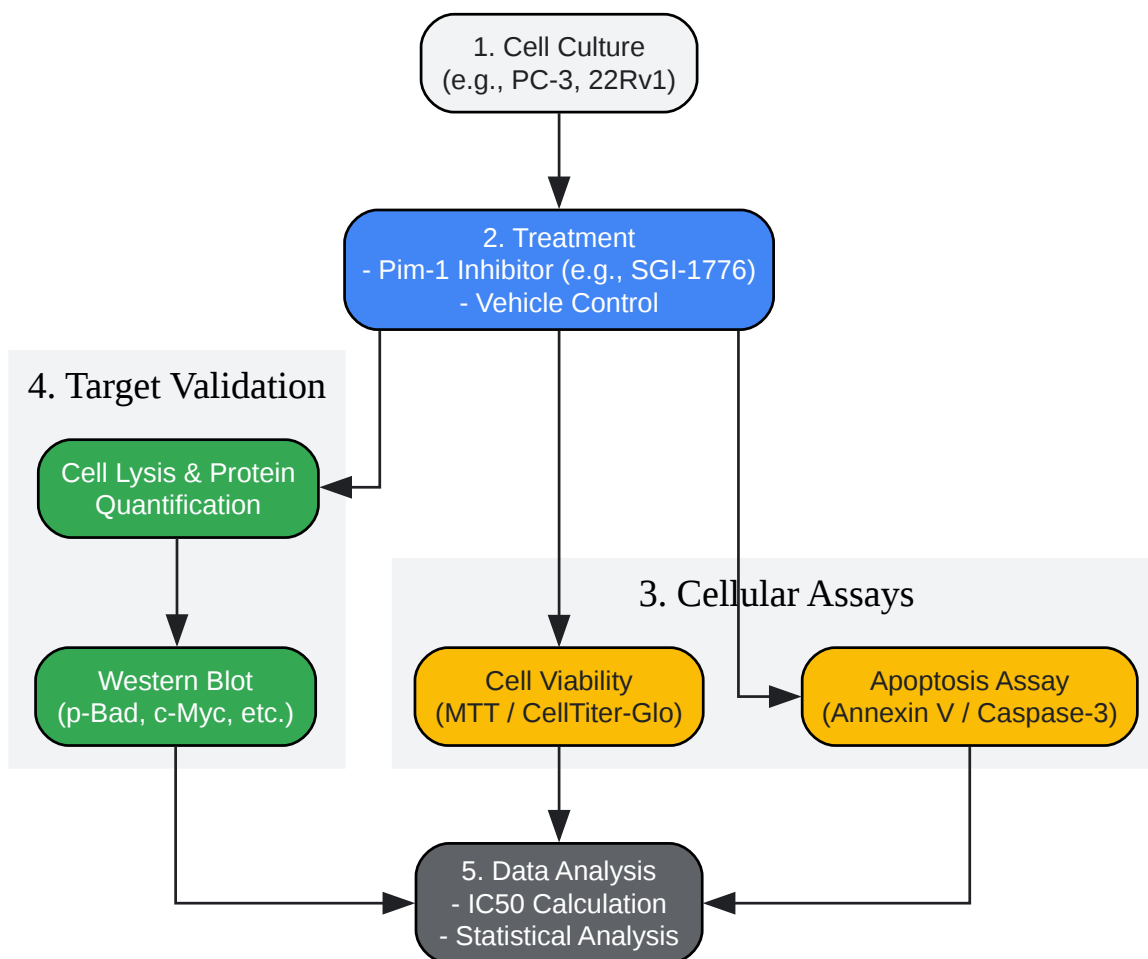 1. Cell Culture
(e.g., PC-3, 22Rv1)
2. Treatment
- Pim-1 Inhibitor (e.g., SGI-1776)
- Vehicle Control
4. Target Validation
Cell Lysis & Protein
Quantification
Western Blot
(p-Bad, c-Myc, etc.)
3. Cellular Assays
Cell Viability
(MTT / CellTiter-Glo)
Apoptosis Assay
(Annexin V / Caspase-3)
5. Data Analysis
- IC50 Calculation
- Statistical Analysis